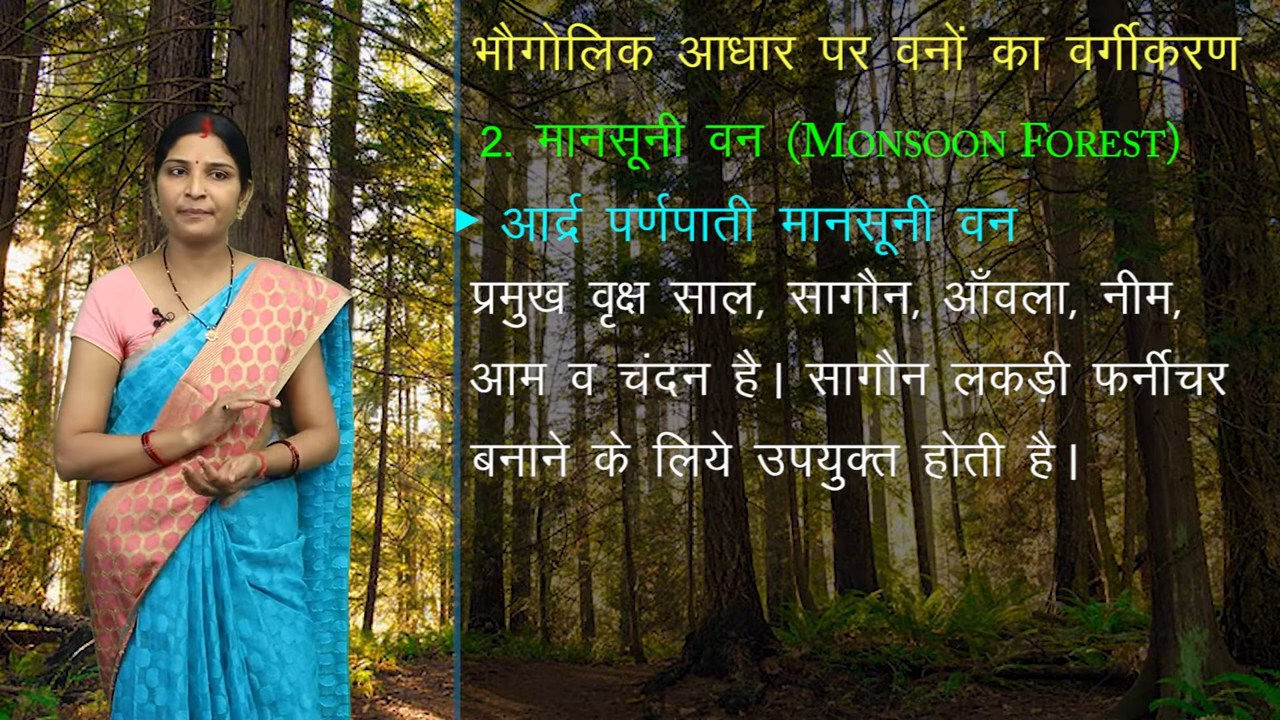 भौगोलिक आधार पर वनों का वर्गीकरण
2. मानसूनी वन (MONSOON FOREST)
आर्द्र पर्णपाती मानसूनी वन
प्रमुख वृक्ष साल, सागौन, आँवला, नीम,
आम व चंदन है। सागौन लकड़ी फर्नीचर
बनाने के लिये उपयुक्त होती है।